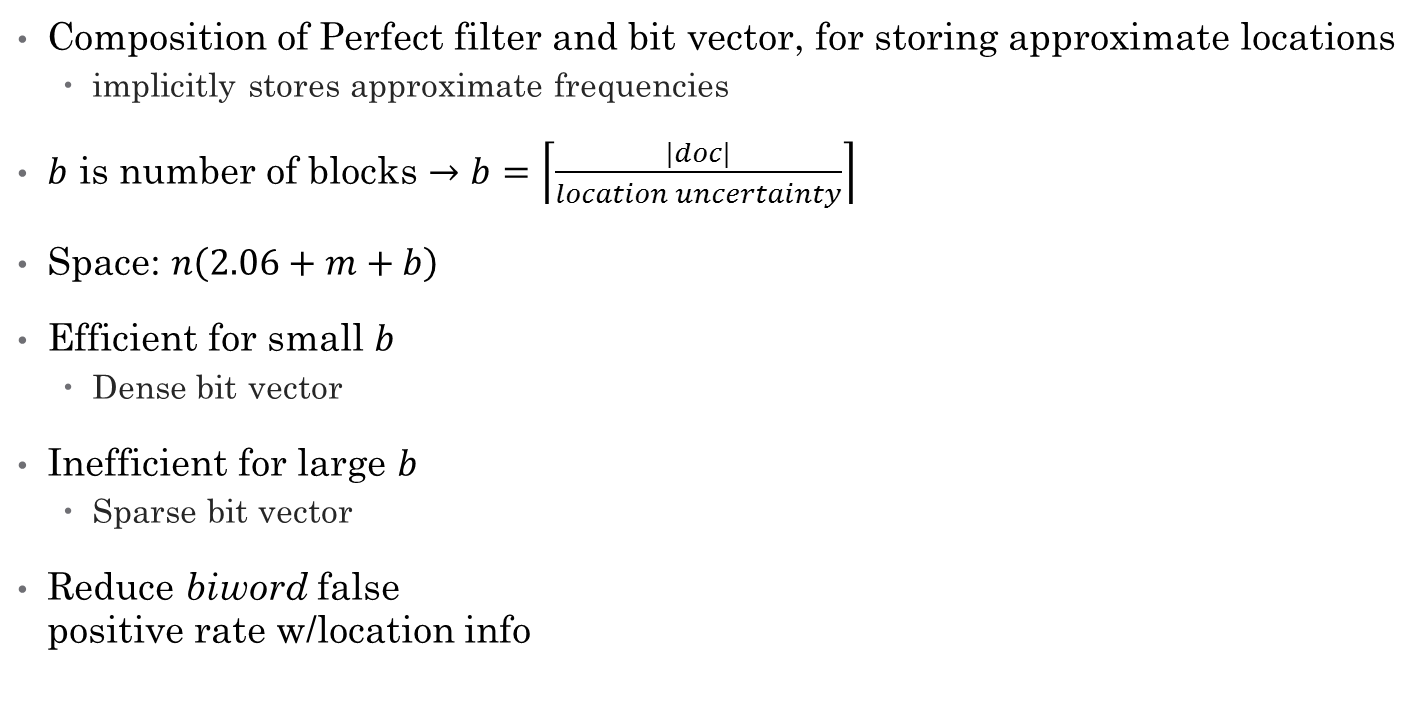 • Composition of Perfect filter and bit vector, for storing approximate locations
• implicitly stores approximate frequencies
• b is number of blocks → b = ⌈|doc| / location uncertainty⌉
• Space: n(2.06 + m + b)
• Efficient for small b
• Dense bit vector
• Inefficient for large b
• Sparse bit vector
• Reduce biword false
positive rate w/location info